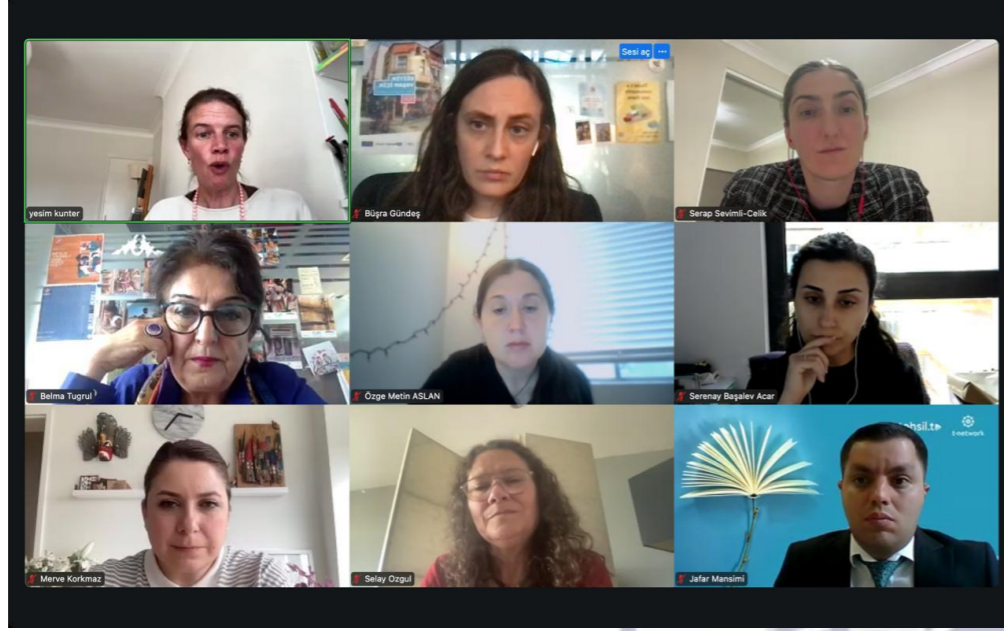 Sesi aç
yesim kunter
Büşra Gündeş
Serap Sevimli-Celik
Belma Tugrul
Özge Metin ASLAN
Serenay Başalev Acar
t-network
Merve Korkmaz
Selay Ozgul
Jafar Mansimi